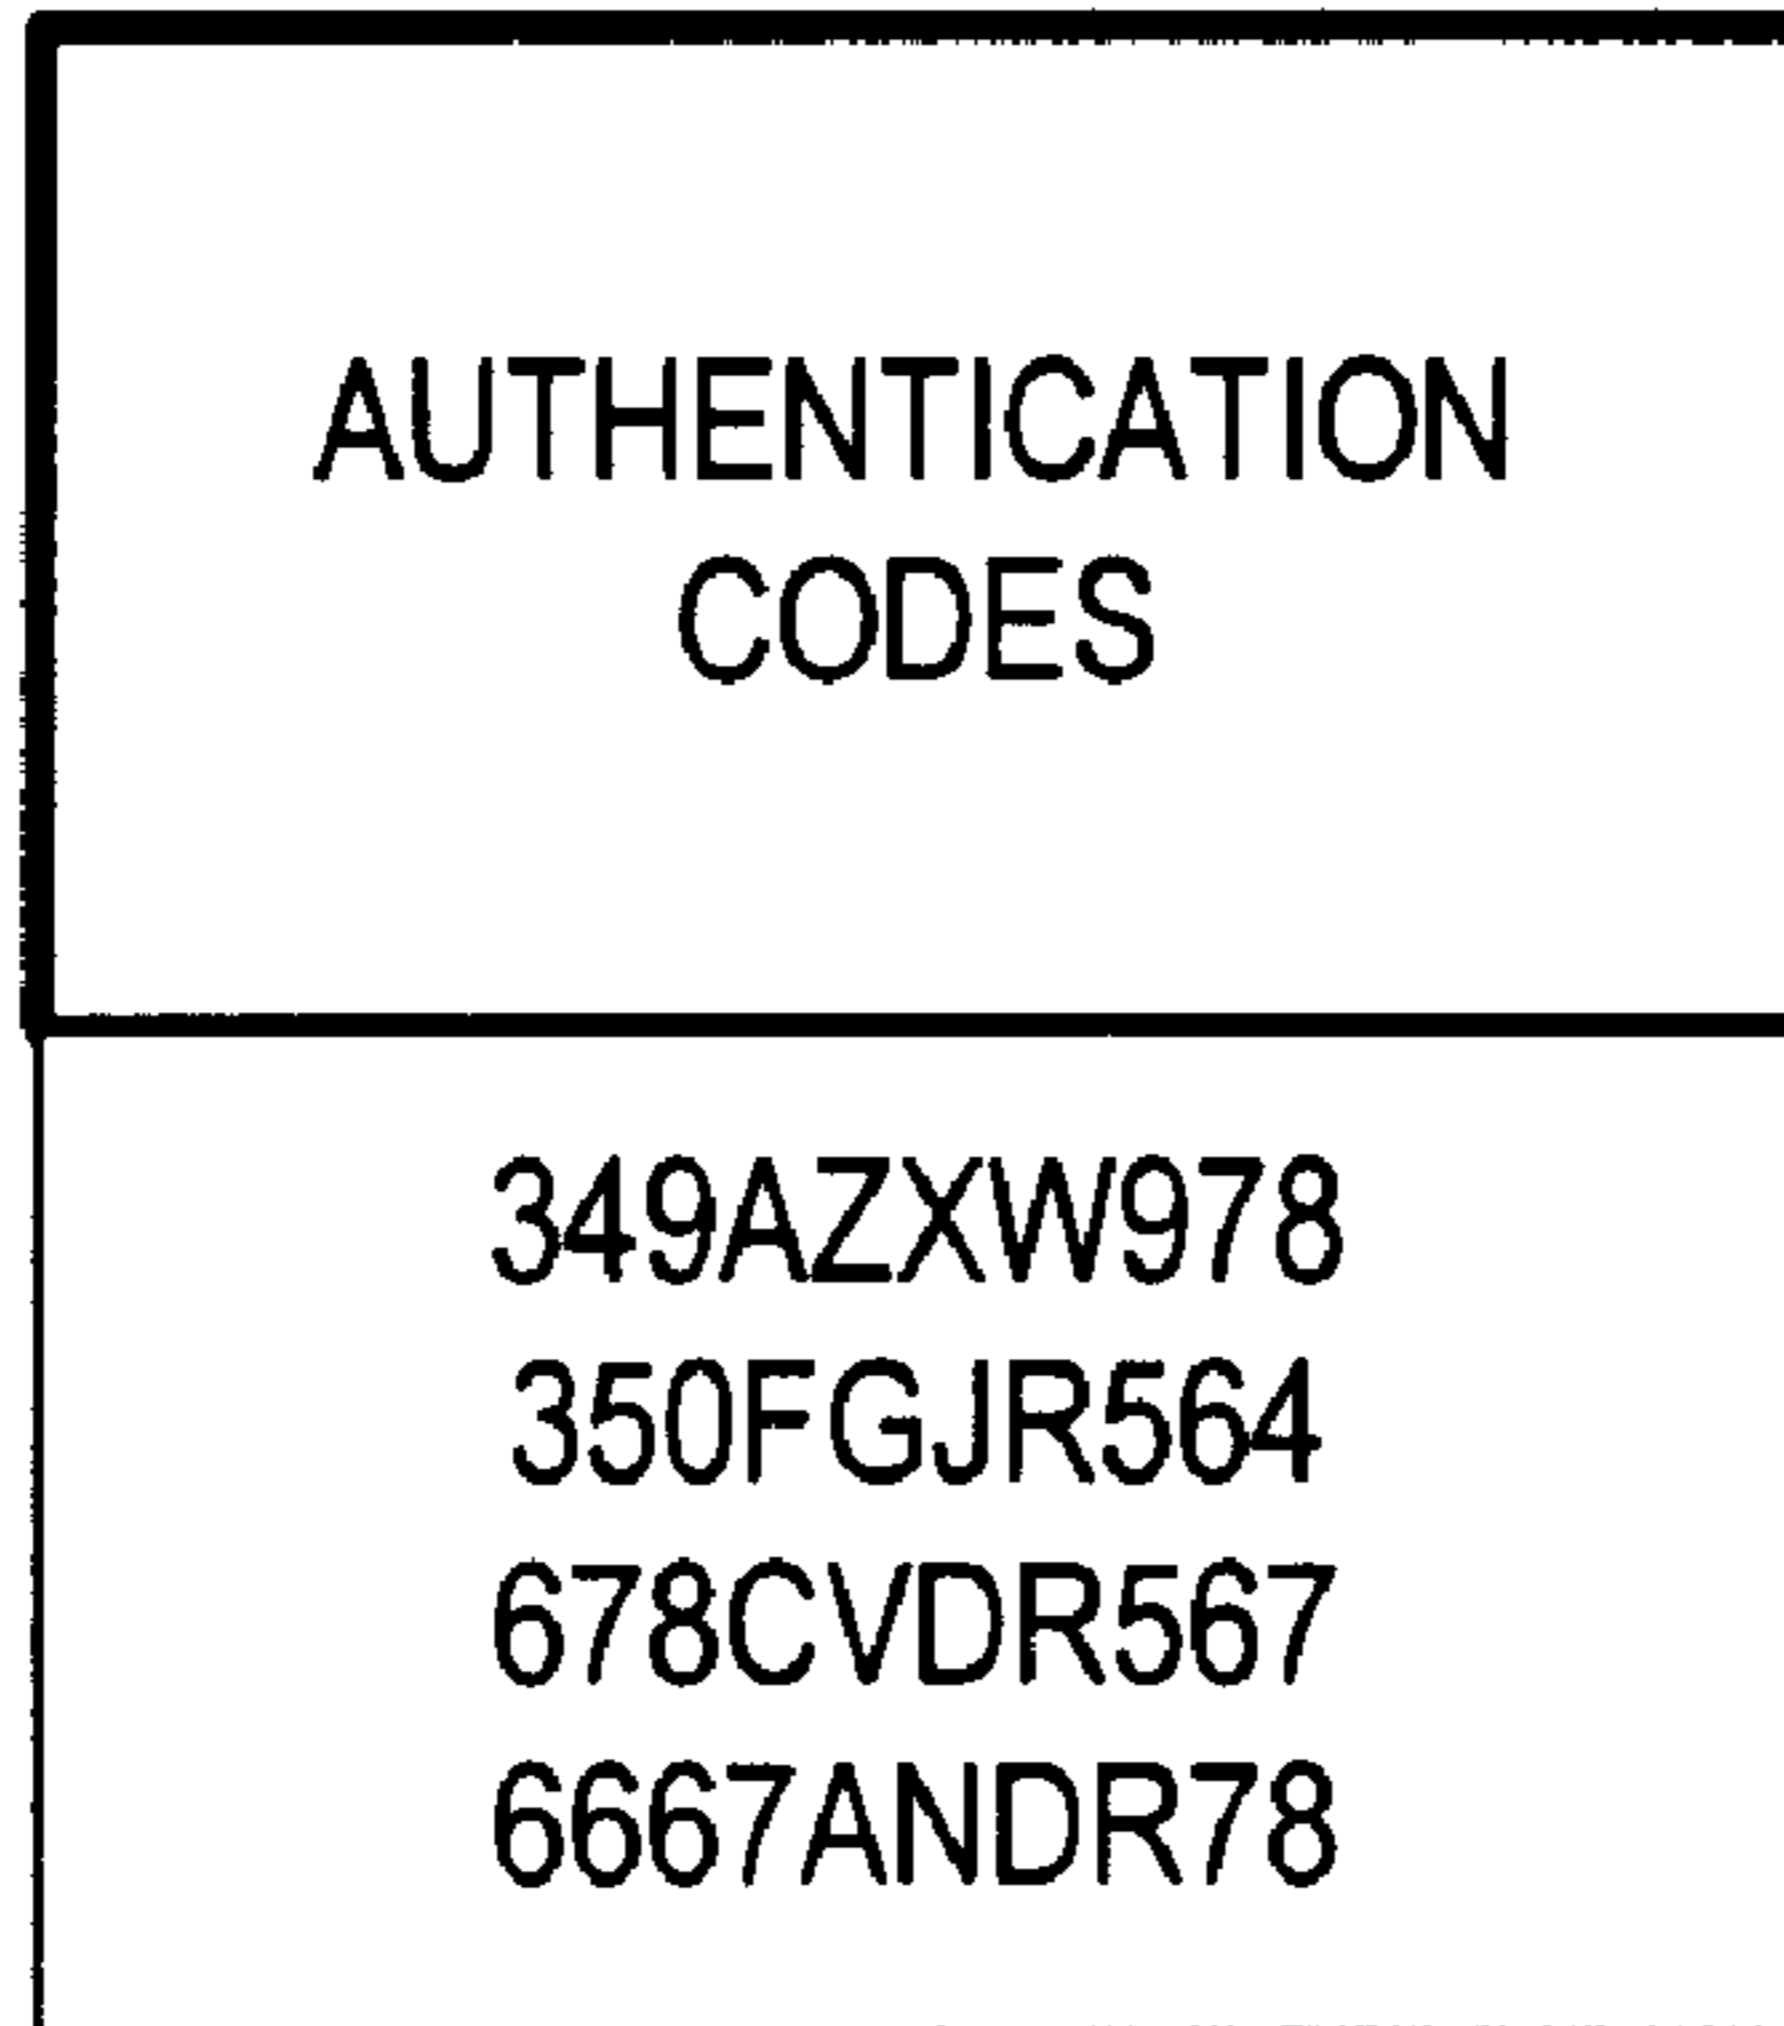 AUTHENTICATION
CODES
349AZXW978
350FGJR564
678CVDR567
6667ANDR78